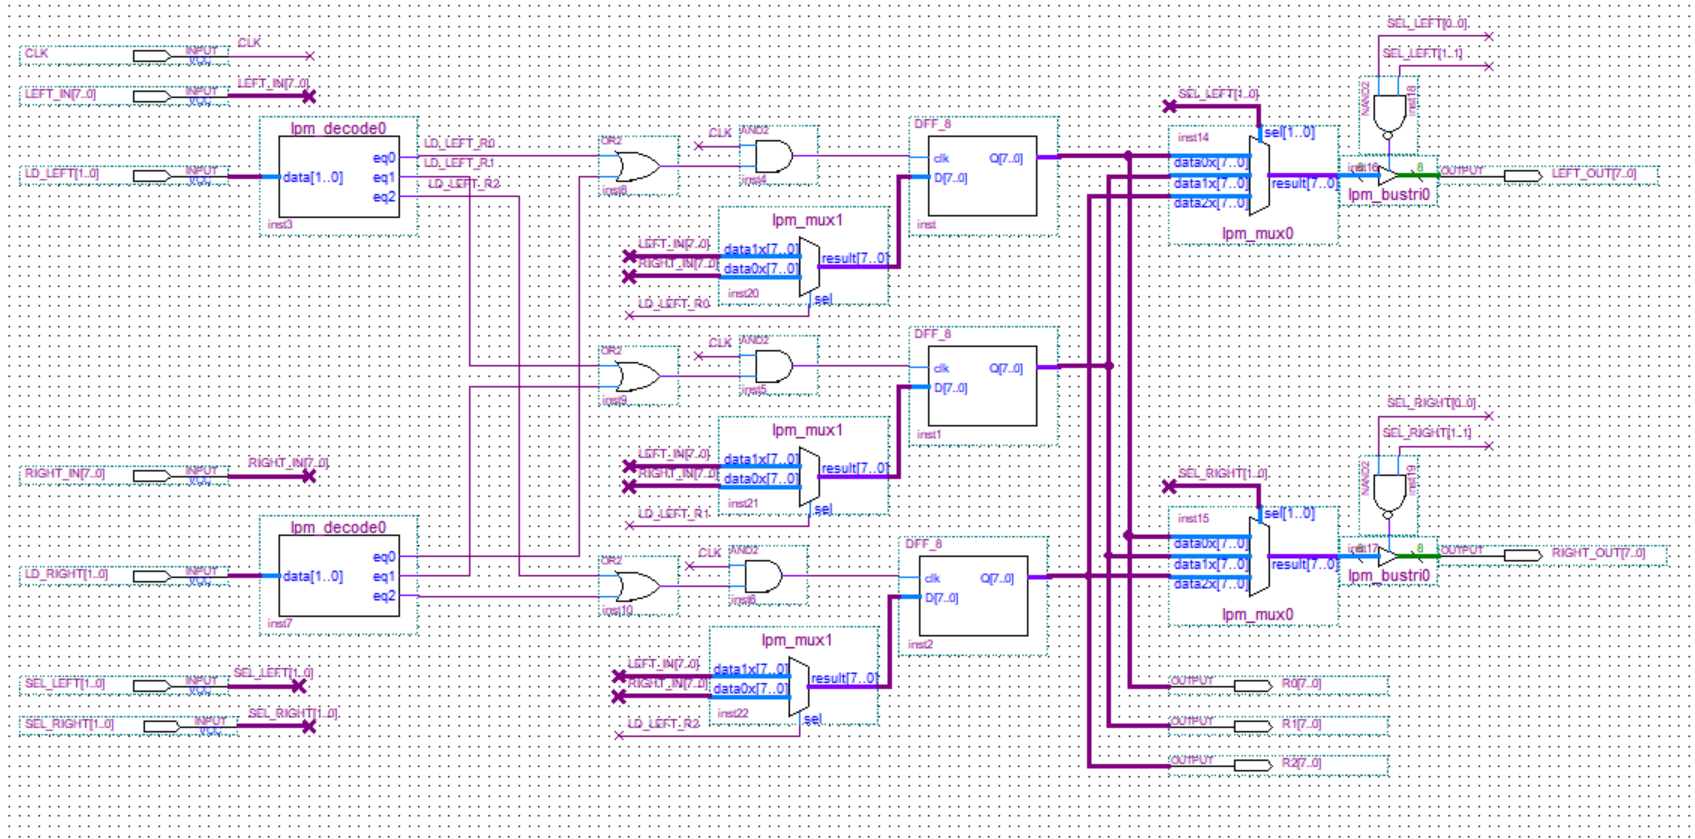 CLK
INPUT
VCC
CLK
LEFT_IN[7..0]
INPUT
VCC
LEFT_IN[7..0]
LD_LEFT[1..0]
INPUT
VCC
lpm_decode0
data[1..0]
eq0
eq1
eq2
inst3
LD_LEFT_R0
LD_LEFT_R1
LD_LEFT_R2
RIGHT_IN[7..0]
INPUT
VCC
RIGHT_IN[7..0]
LD_RIGHT[1..0]
INPUT
VCC
lpm_decode0
data[1..0]
eq0
eq1
eq2
inst7
SEL_LEFT[1..0]
INPUT
VCC
SEL_LEFT[1..0]
SEL_RIGHT[1..0]
INPUT
VCC
SEL_RIGHT[1..0]
OR2
inst8
CLK
AND2
inst4
DFF_8
clk
Q[7..0]
D[7..0]
inst
lpm_mux1
LEFT_IN[7..0]
data1x[7..0]
RIGHT_IN[7..0]
data0x[7..0]
result[7..0]
inst20
sel
LD_LEFT_R0
OR2
inst9
CLK
AND2
inst5
DFF_8
clk
Q[7..0]
D[7..0]
inst1
lpm_mux1
LEFT_IN[7..0]
data1x[7..0]
RIGHT_IN[7..0]
data0x[7..0]
result[7..0]
inst21
sel
LD_LEFT_R1
OR2
inst10
CLK
AND2
inst6
DFF_8
clk
Q[7..0]
D[7..0]
inst2
lpm_mux1
LEFT_IN[7..0]
data1x[7..0]
RIGHT_IN[7..0]
data0x[7..0]
result[7..0]
inst22
sel
LD_LEFT_R2
SEL_LEFT[0..0]
SEL_LEFT[1..1]
NAND2
inst18
SEL_LEFT[1..0]
inst14
sel[1..0]
data0x[7..0]
data1x[7..0]
data2x[7..0]
result[7..0]
lpm_mux0
inst16
8
lpm_bustri0
OUTPUT
LEFT_OUT[7..0]
SEL_RIGHT[0..0]
SEL_RIGHT[1..1]
NAND2
inst19
SEL_RIGHT[1..0]
inst15
sel[1..0]
data0x[7..0]
data1x[7..0]
data2x[7..0]
result[7..0]
lpm_mux0
inst17
8
lpm_bustri0
OUTPUT
RIGHT_OUT[7..0]
OUTPUT
R0[7..0]
OUTPUT
R1[7..0]
OUTPUT
R2[7..0]